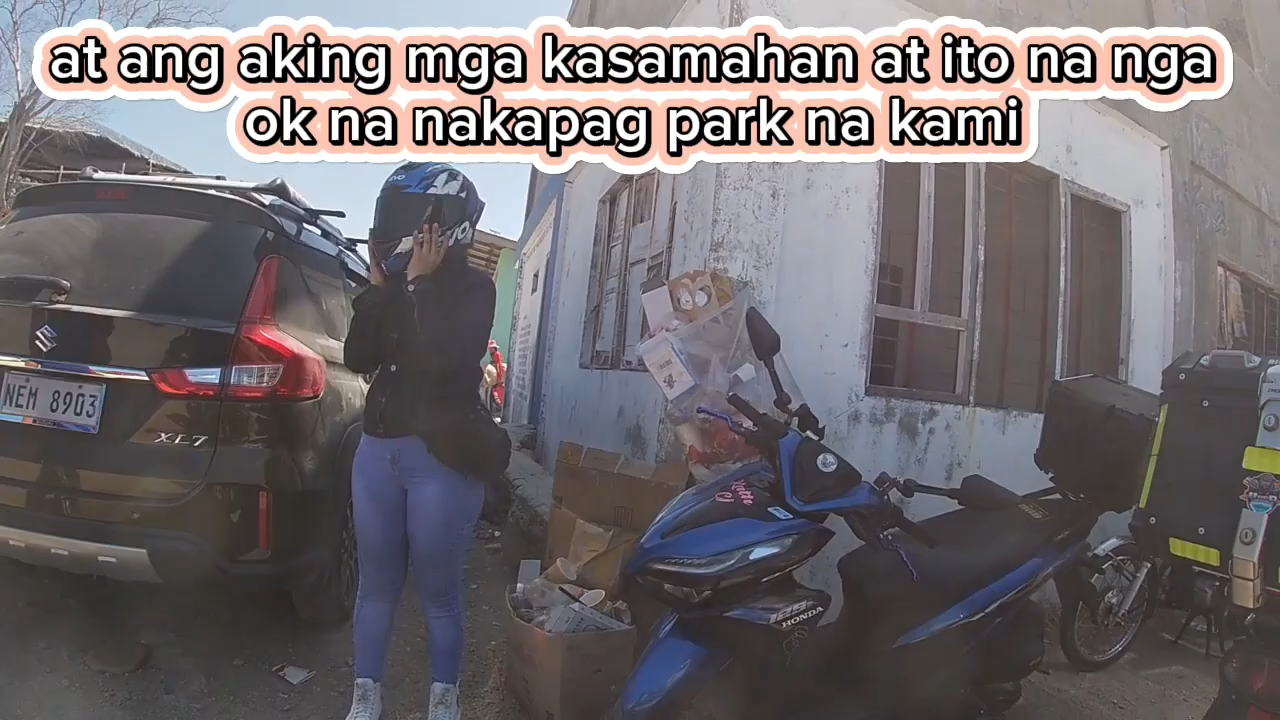 at ang aking mga kasamahan at ito na nga
ok na nakapag park na kami
NEM 8903
XL7
125
HONDA